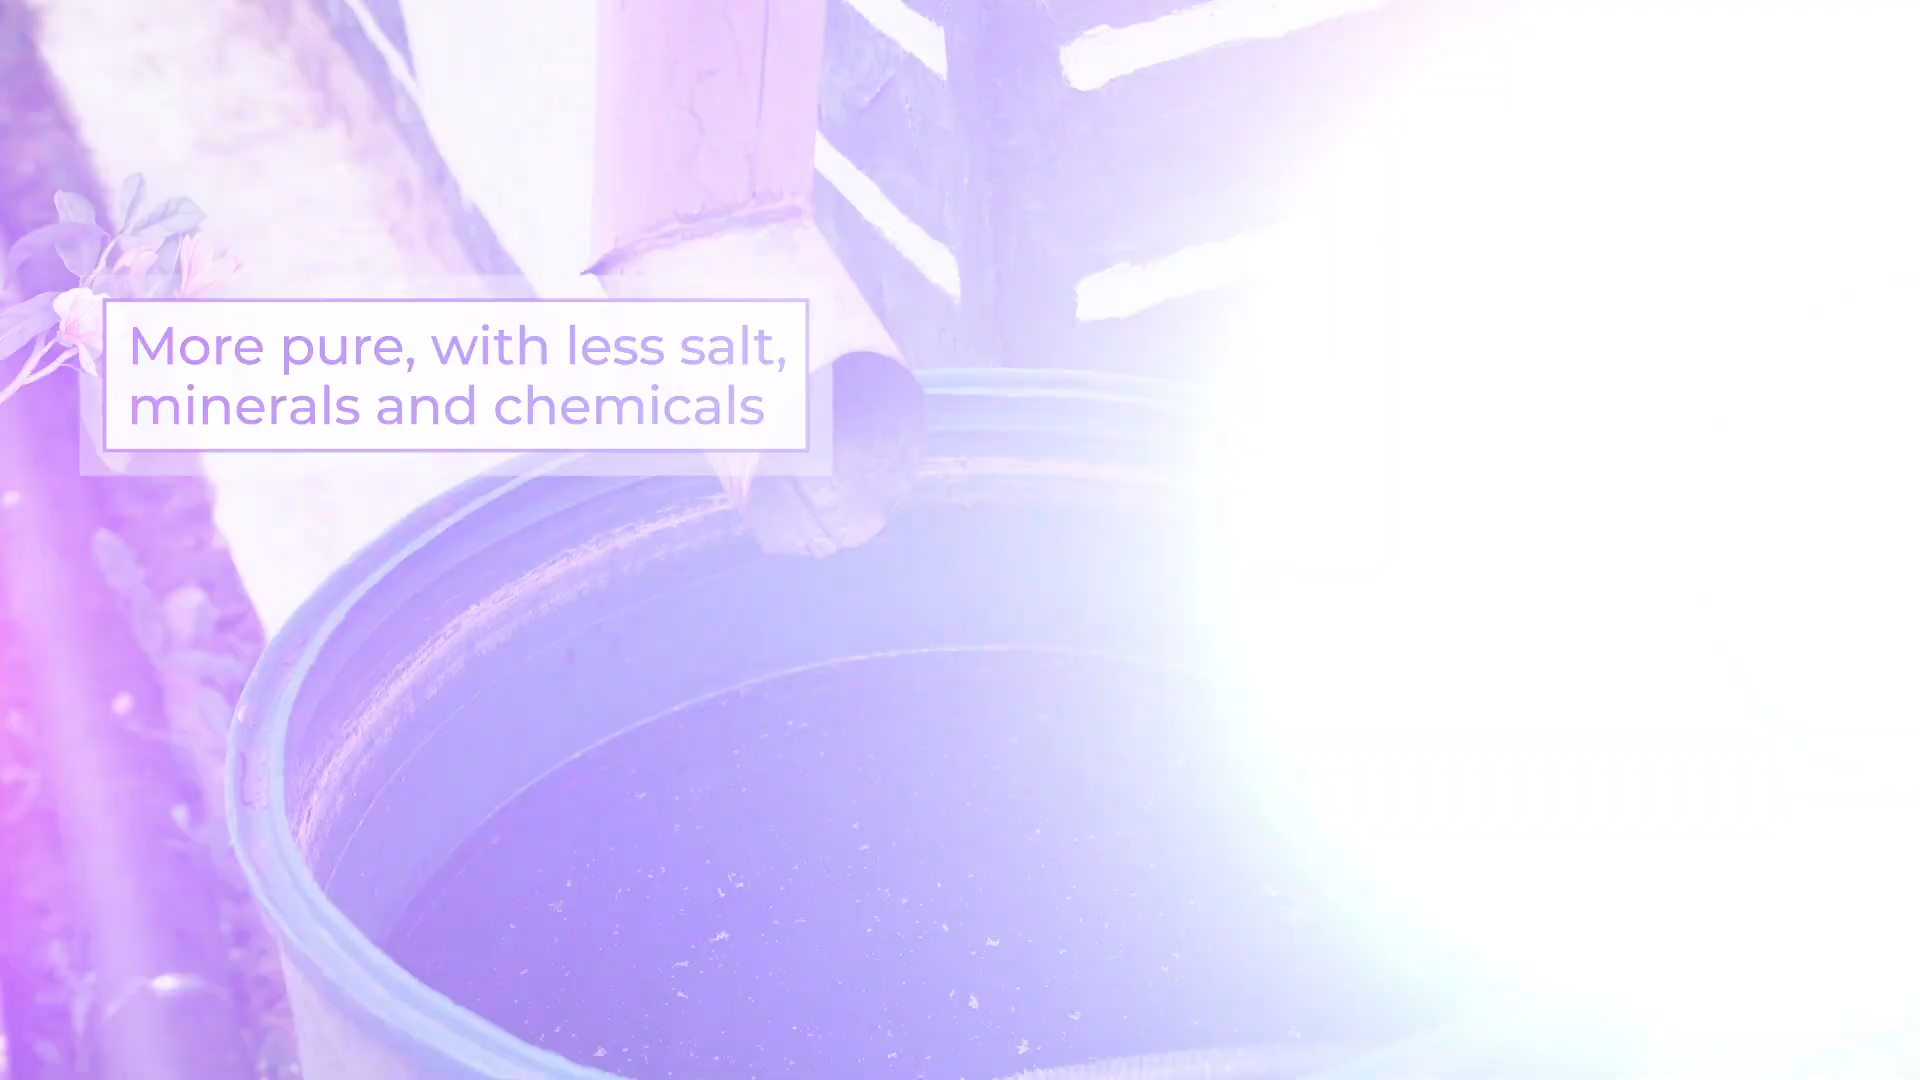 More pure, with less salt,
minerals and chemicals